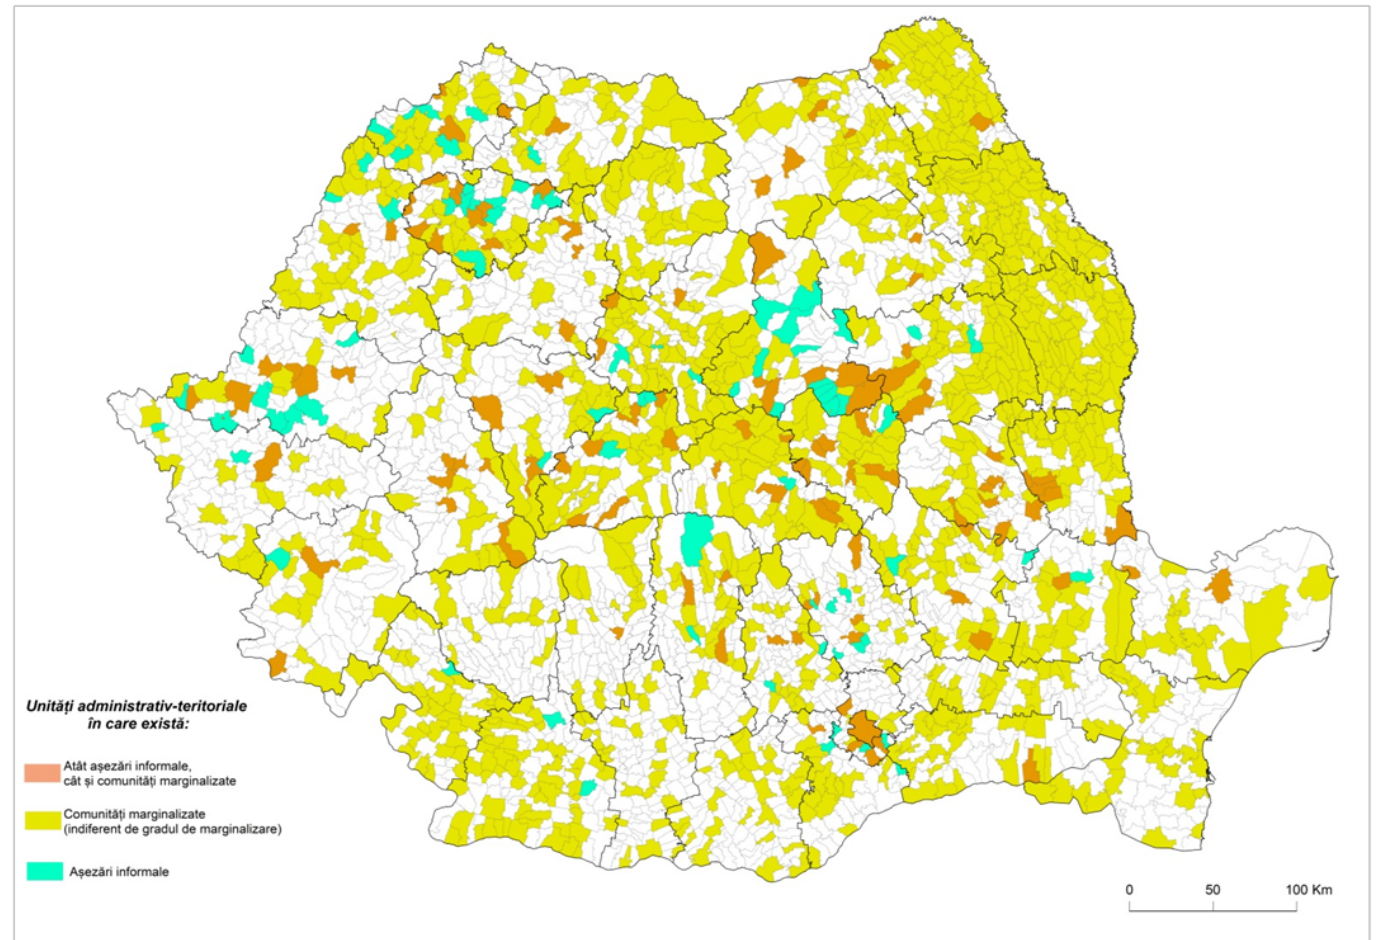 Unități administrativ-teritoriale
în care există:
Atât așezări informale,
cât și comunități marginalizate
Comunități marginalizate
(indiferent de gradul de marginalizare)
Așezări informale
0 50 100 Km